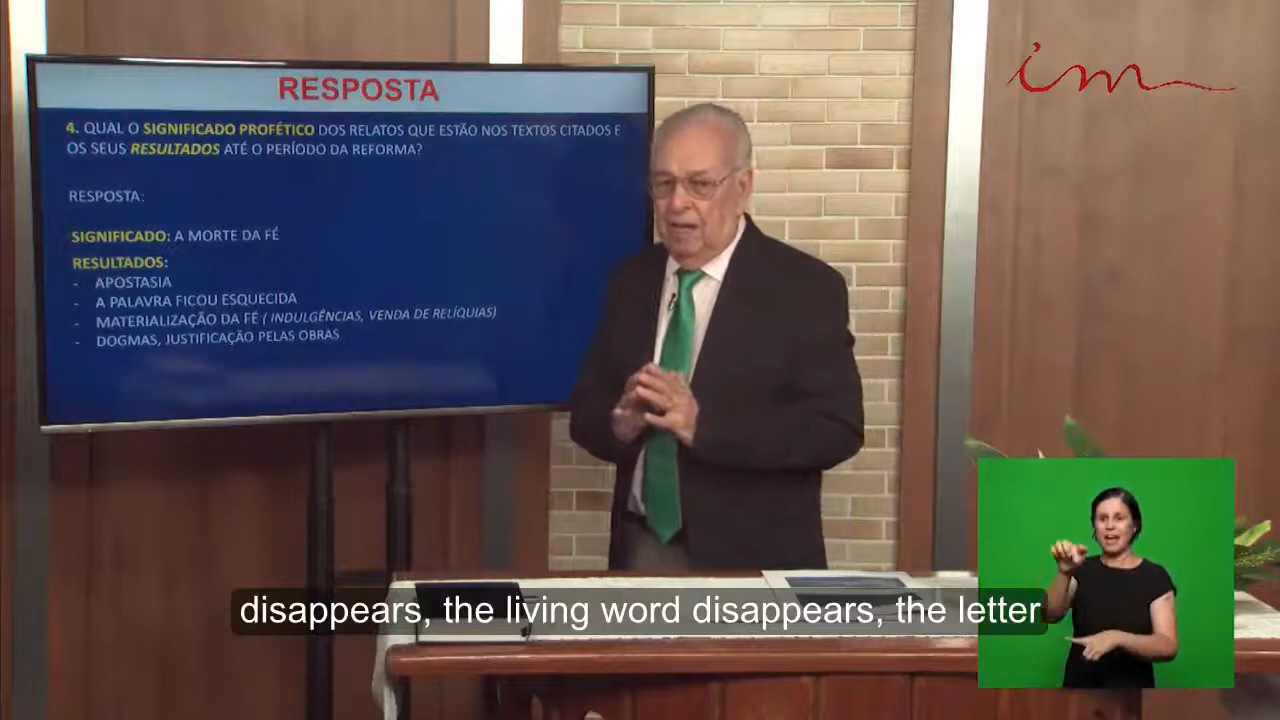 im
RESPOSTA
4. QUAL O SIGNIFICADO PROFÉTICO DOS RELATOS QUE ESTÃO NOS TEXTOS CITADOS E
OS SEUS RESULTADOS ATÉ O PERÍODO DA REFORMA?
RESPOSTA:
SIGNIFICADO: A MORTE DA FÉ
RESULTADOS:
- APOSTASIA
- A PALAVRA FICOU ESQUECIDA
- MATERIALIZAÇÃO DA FÉ ( INDULGÊNCIAS, VENDA DE RELÍQUIAS)
- DOGMAS, JUSTIFICAÇÃO PELAS OBRAS
disappears, the living word disappears, the letter